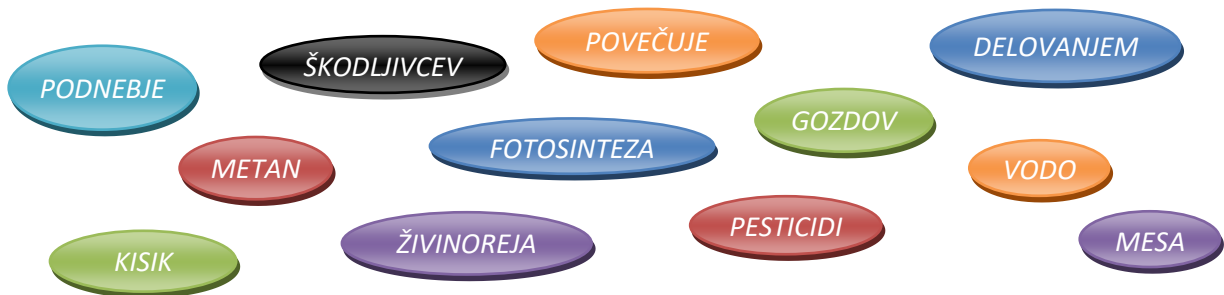 POVEČUJE
DELOVANJEM
ŠKODLJIVCEV
PODNEBJE
GOZDOV
FOTOSINTEZA
METAN
VODO
PESTICIDI
ŽIVINOREJA
MESA
KISIK